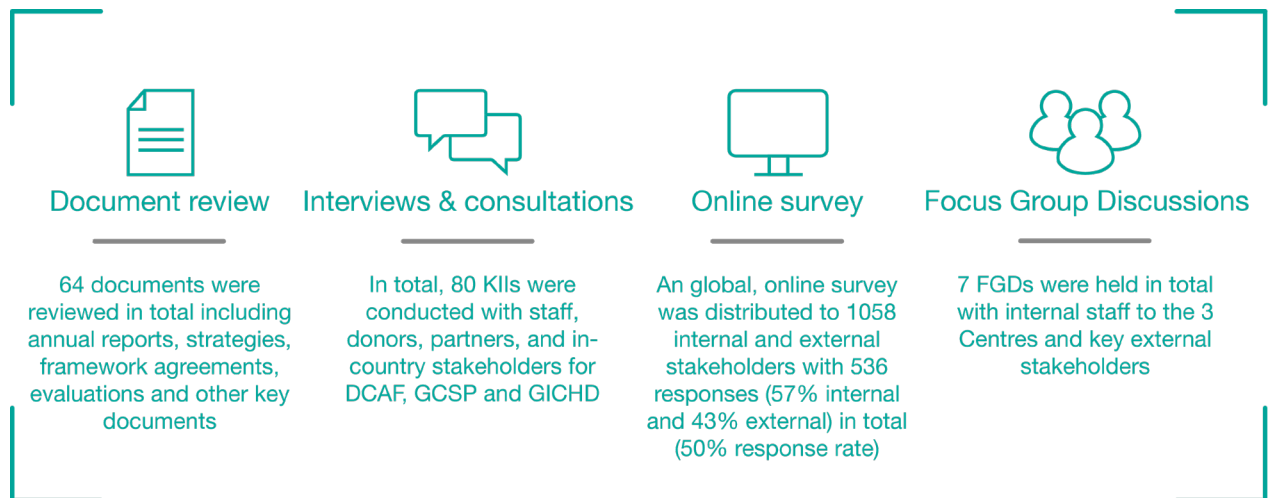 Document review
64 documents were
reviewed in total including
annual reports, strategies,
framework agreements,
evaluations and other key
documents
Interviews & consultations
In total, 80 KIIs were
conducted with staff,
donors, partners, and in-
country stakeholders for
DCAF, GCSP and GICHD
Online survey
An global, online survey
was distributed to 1058
internal and external
stakeholders with 536
responses (57% internal
and 43% external) in total
(50% response rate)
Focus Group Discussions
7 FGDs were held in total
with internal staff to the 3
Centres and key external
stakeholders